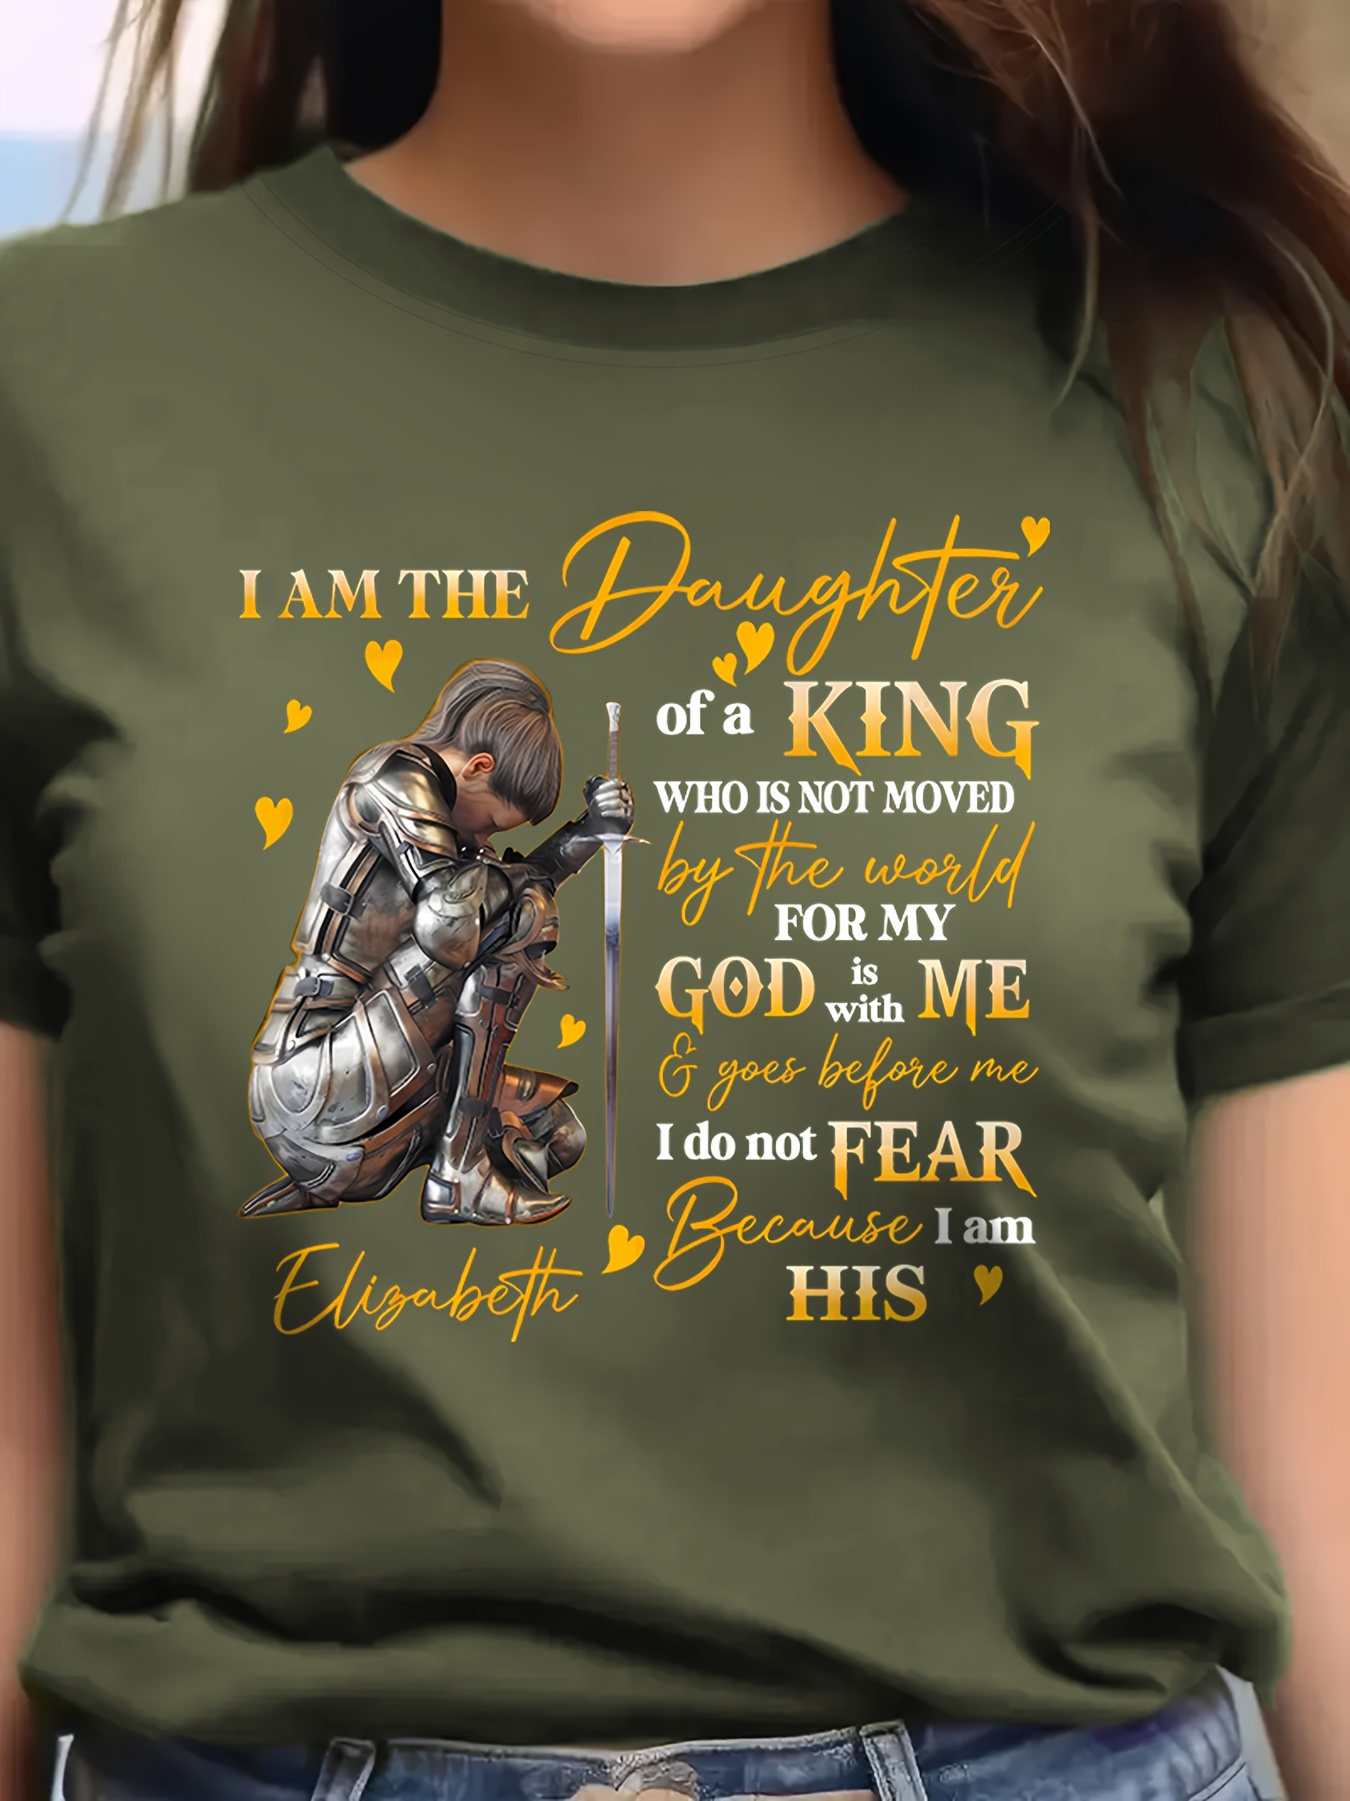 I AM THE Daughter
of a KING
WHO IS NOT MOVED
by the world
FOR MY
GOD is with ME
& goes before me
I do not FEAR
Because I am
HIS
Elizabeth